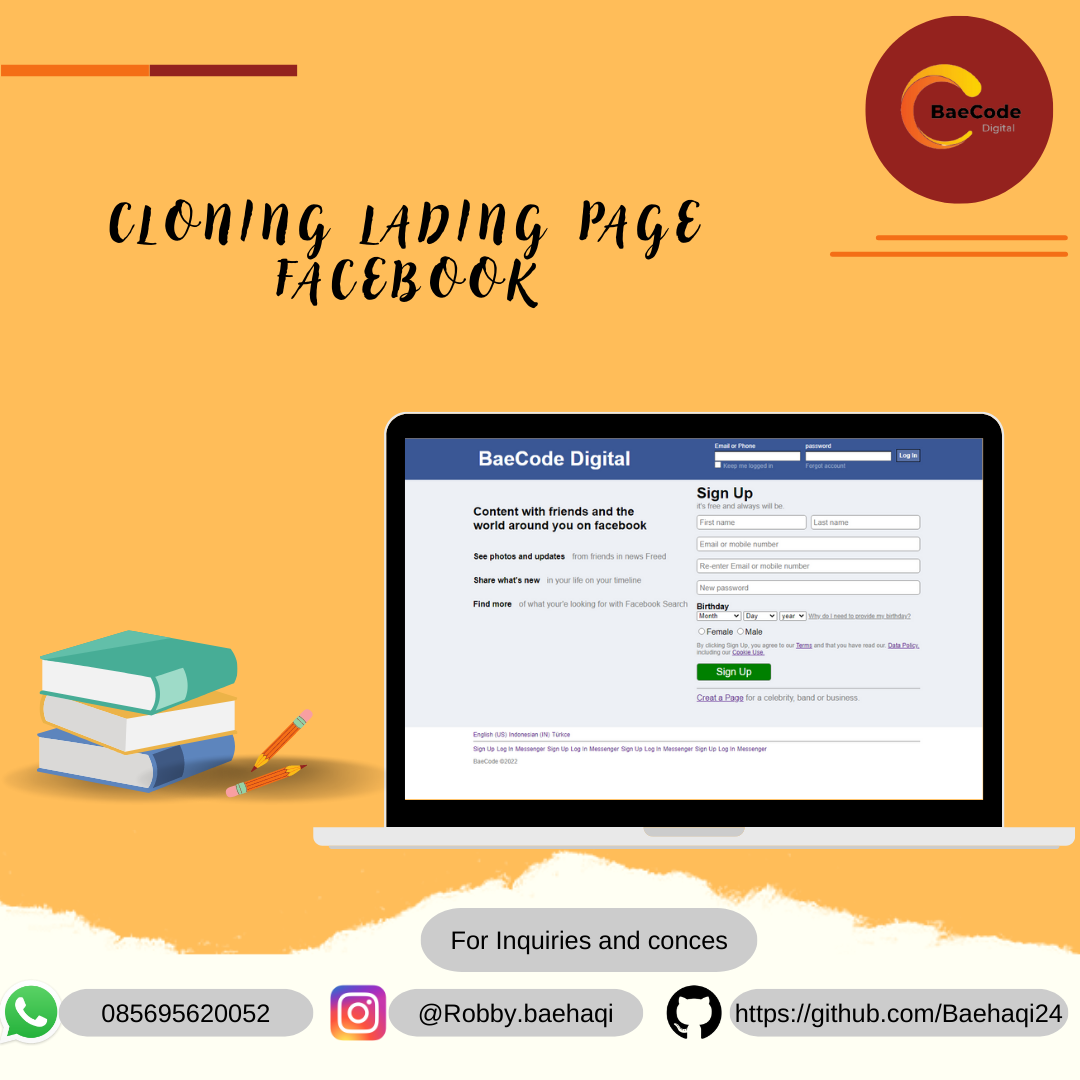 BaeCode
Digital
CLONING LADING PAGE
FACEBOOK
BaeCode Digital
Email or Phone
password
Log In
Keep me logged in
Forgot account
Content with friends and the
world around you on facebook
See photos and updates from friends in news Freed
Share what's new in your life on your timeline
Find more of what your'e looking for with Facebook Search
Sign Up
it's free and always will be.
First name
Last name
Email or mobile number
Re-enter Email or mobile number
New password
Birthday
Month Day year Why do I need to provide my birthday?
Female Male
By clicking Sign Up, you agree to our Terms and that you have read our, Data Policy,
including our Cookie Use.
Sign Up
Creat a Page for a celebrity, band or business.
English (US) Indonesian (IN) Türkce
Sign Up Log In Messenger Sign Up Log in Messenger Sign Up Log In Messenger Sign Up Log In Messenger
BaeCode ©2022
For Inquiries and conces
085695620052
@Robby.baehaqi
https://github.com/Baehaqi24